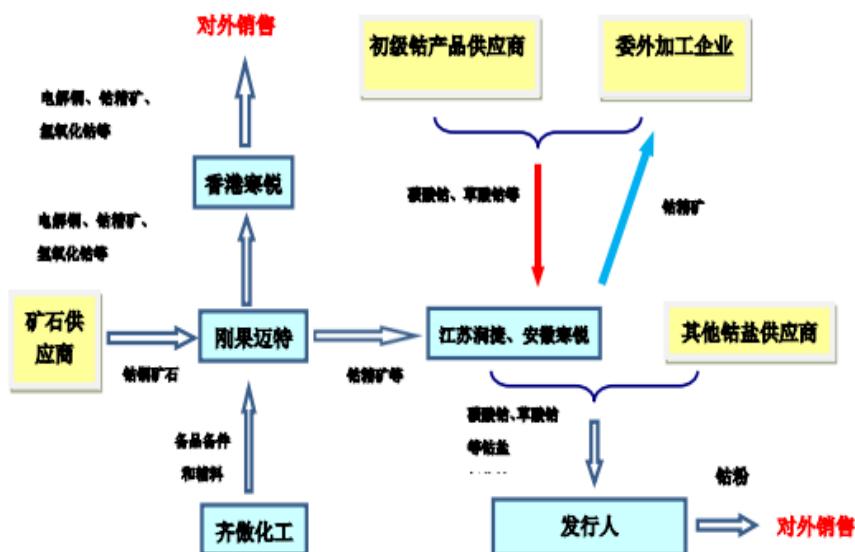 对外销售
初级钴产品供应商
委外加工企业
电解铜、钴精矿、
氢氧化钴等
香港寒锐
碳酸钴、草酸钴等
钴精矿
电解铜、钴精矿、
氢氧化钴等
矿石供
应商
刚果迈特
江苏润捷、安徽寒锐
其他钴盐供应商
钴铜矿石
钴精矿等
碳酸钴、草酸钴
等钴盐
备品备件
和辅料
钴粉
齐傲化工
发行人
对外销售